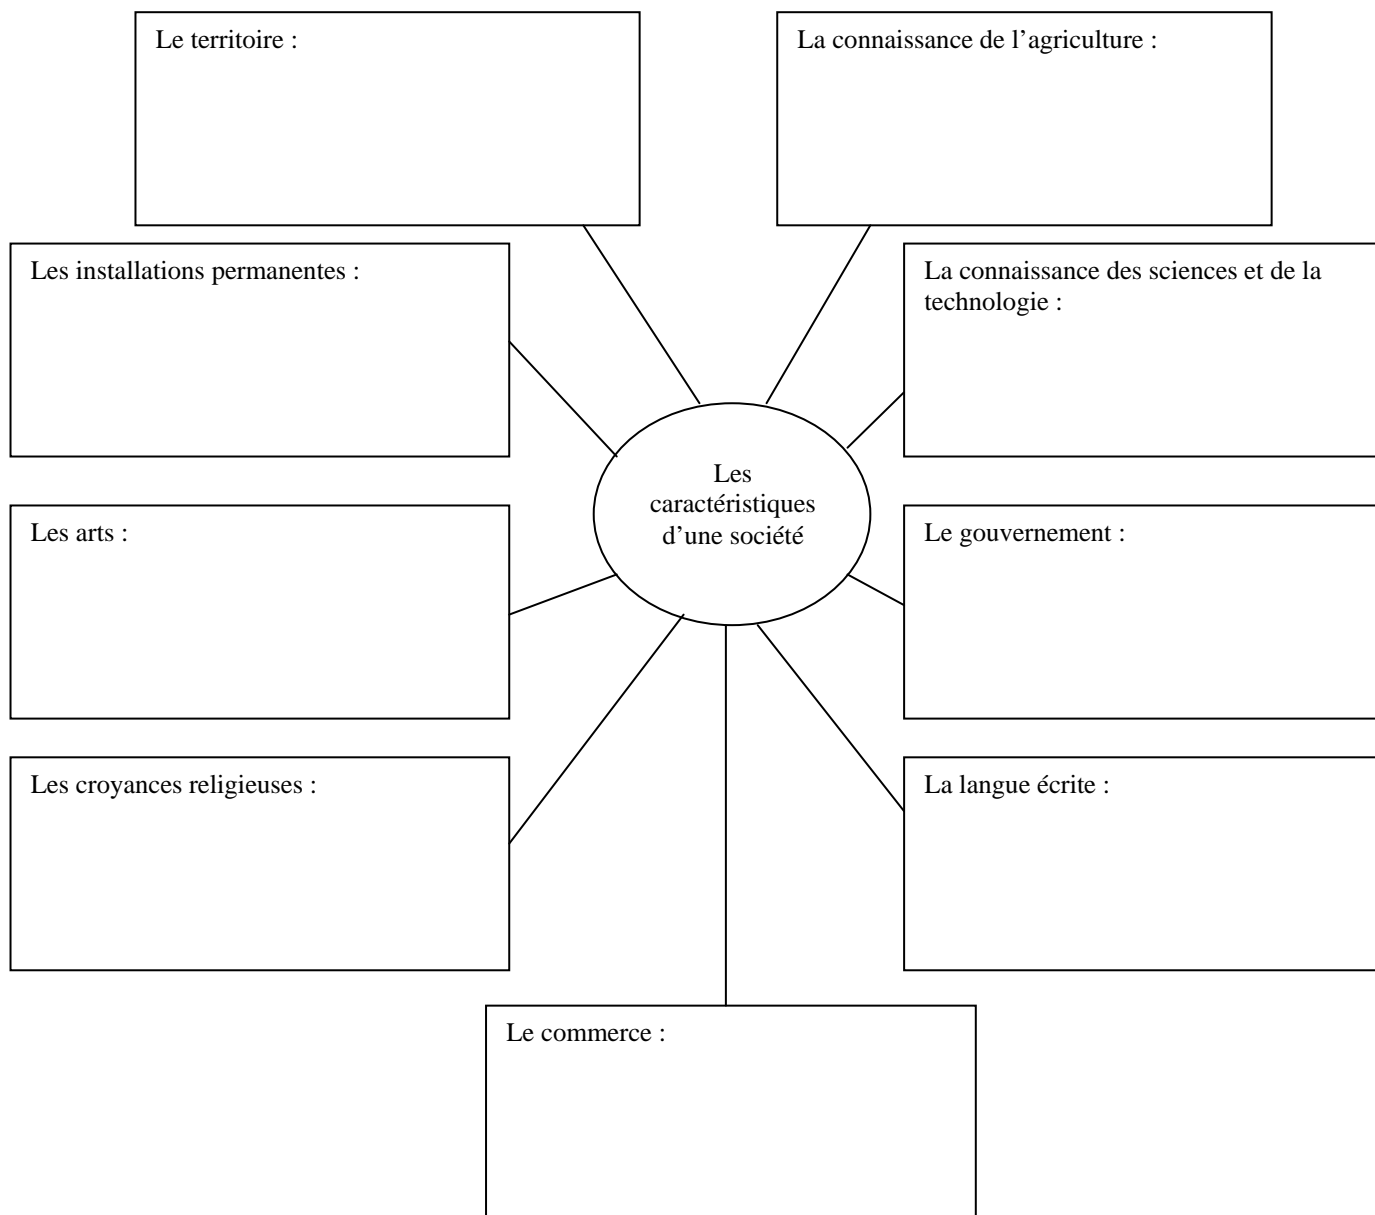 Le territoire :
La connaissance de l’agriculture :
Les installations permanentes :
La connaissance des sciences et de la
technologie :
Les
caractéristiques
d’une société
Les arts :
Le gouvernement :
Les croyances religieuses :
La langue écrite :
Le commerce :